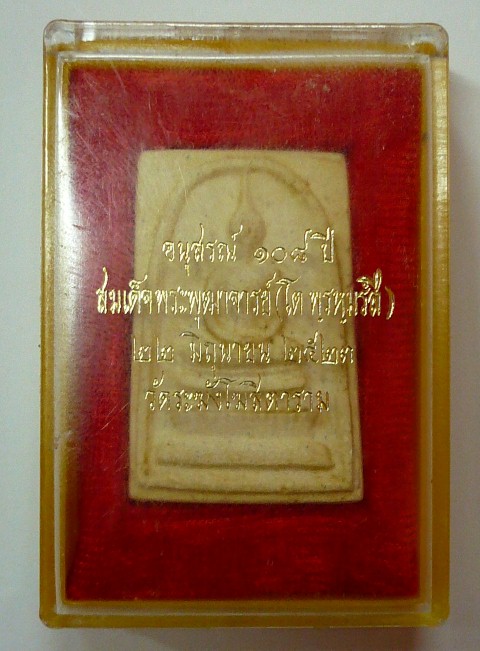 อนุสรณ์ ๑๐๘ ปี
สมเด็จพระพุฒาจารย์ (โต พฺรหฺมรํสี)
๒๒ มิถุนายน ๒๕๒๓
วัดระฆังโฆสิตาราม